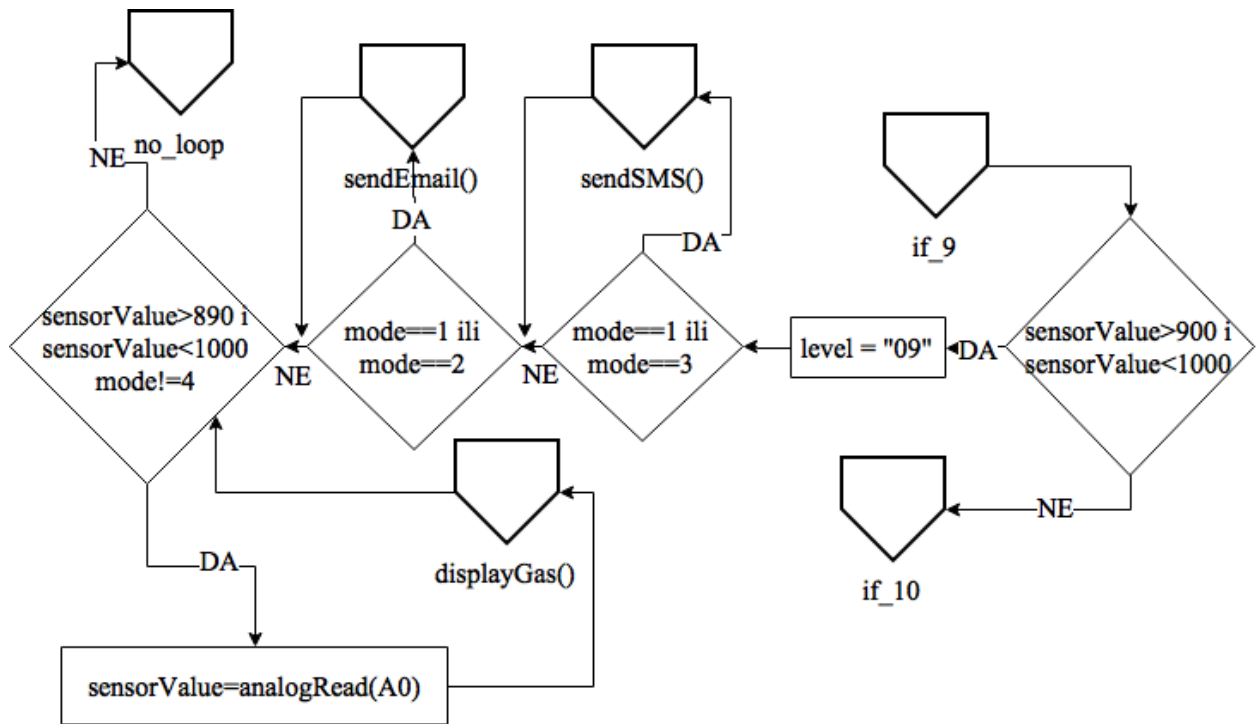 no_loop
NE
sendEmail()
DA
sendSMS()
DA
if_9
sensorValue>890 i
sensorValue<1000
mode!=4
NE
mode==1 ili
mode==2
NE
mode==1 ili
mode==3
level = "09"
DA
sensorValue>900 i
sensorValue<1000
NE
if_10
displayGas()
DA
sensorValue=analogRead(A0)